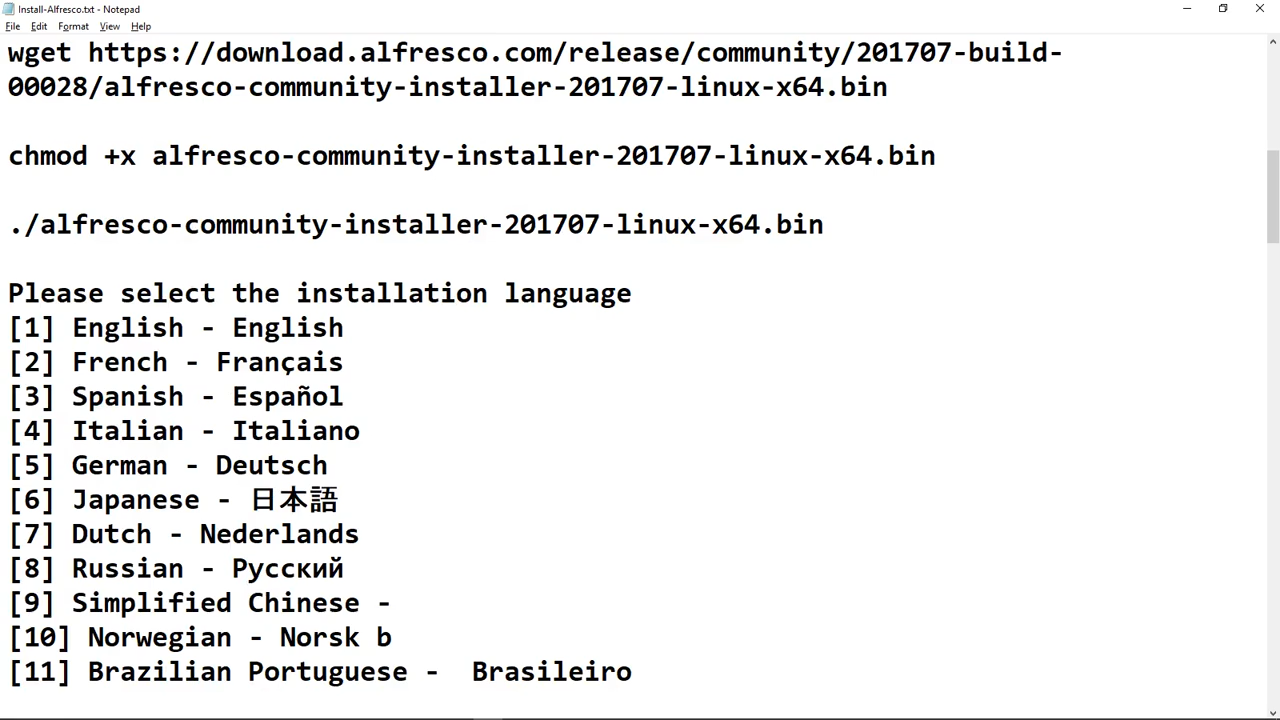 Install-Alfresco.txt - Notepad
File Edit Format View Help
wget https://download.alfresco.com/release/community/201707-build-
00028/alfresco-community-installer-201707-linux-x64.bin
chmod +x alfresco-community-installer-201707-linux-x64.bin
./alfresco-community-installer-201707-linux-x64.bin
Please select the installation language
[1] English - English
[2] French - Français
[3] Spanish - Español
[4] Italian - Italiano
[5] German - Deutsch
[6] Japanese - 日本語
[7] Dutch - Nederlands
[8] Russian - Русский
[9] Simplified Chinese -
[10] Norwegian - Norsk b
[11] Brazilian Portuguese -  Brasileiro